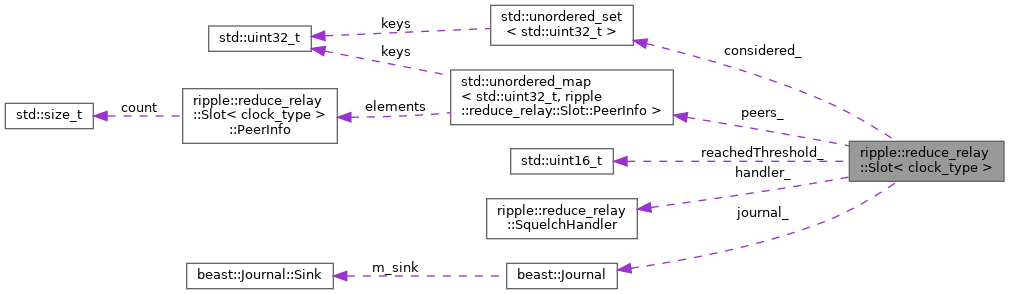 std::unordered_set
< std::uint32_t >
keys
std::uint32_t
considered_
keys
std::unordered_map
< std::uint32_t, ripple
::reduce_relay::Slot::PeerInfo >
ripple::reduce_relay
::Slot< clock_type >
::PeerInfo
elements
count
std::size_t
peers_
ripple::reduce_relay
::Slot< clock_type >
reachedThreshold_
std::uint16_t
handler_
ripple::reduce_relay
::SquelchHandler
journal_
beast::Journal::Sink
m_sink
beast::Journal